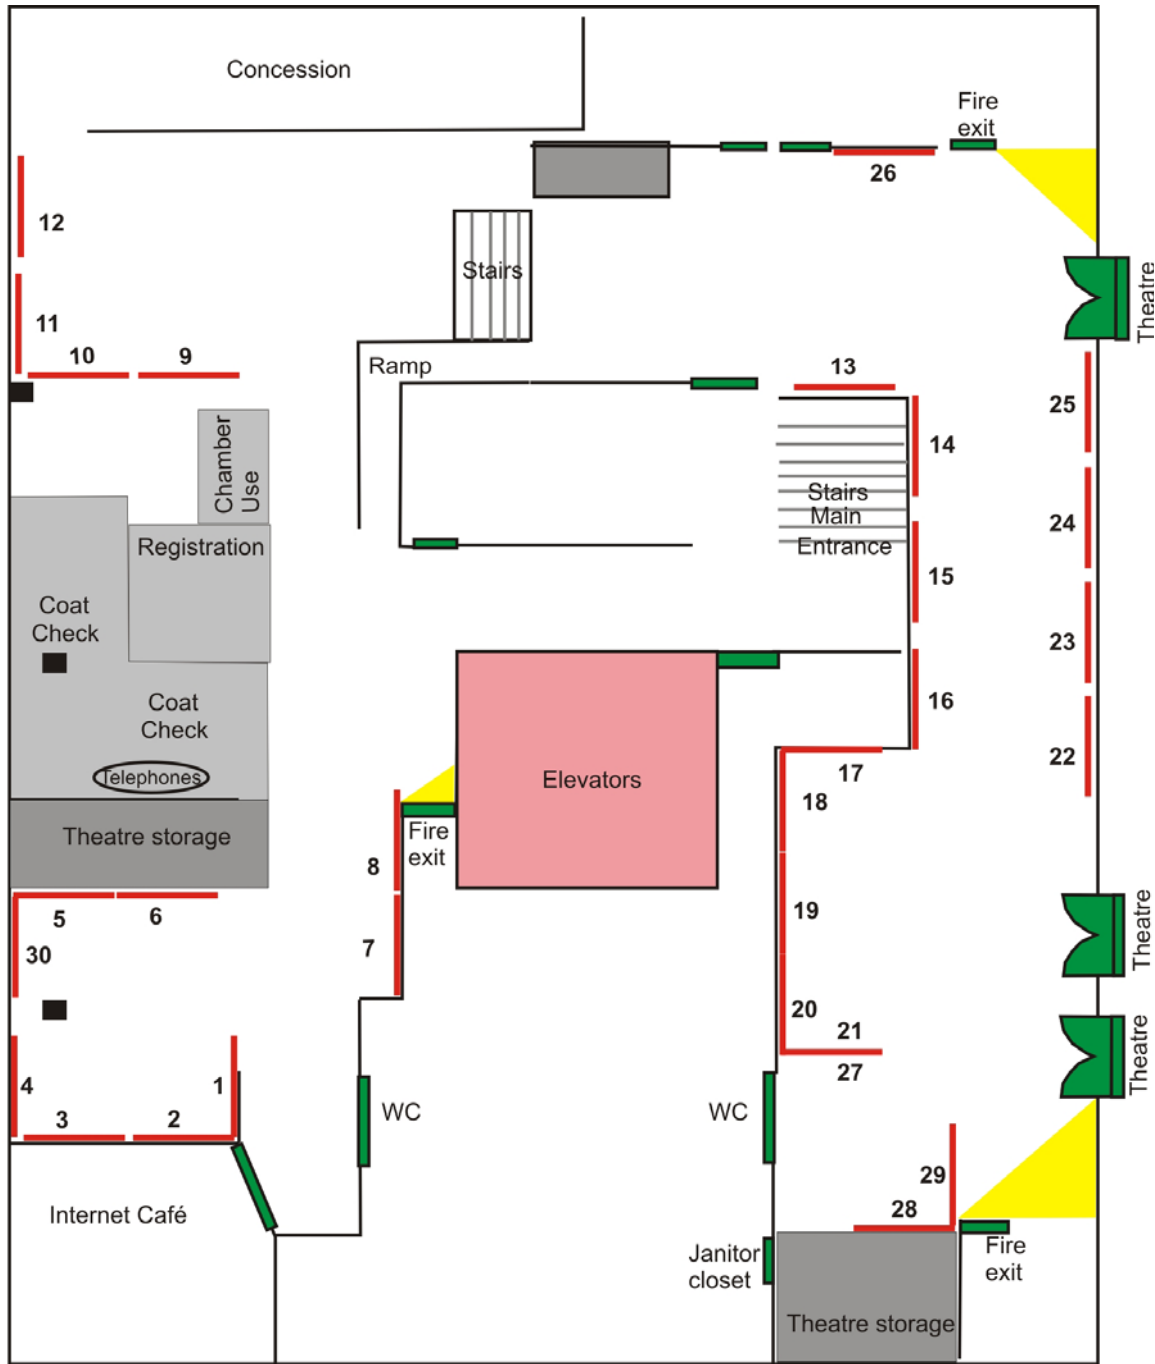 Concession
Fire
exit
26
12
Theatre
Stairs
11
10
9
Ramp
13
25
Chamber
Use
14
Stairs
Main
Entrance
24
Registration
15
Coat
Check
23
16
Coat
Check
22
17
Telephones
Elevators
18
Theatre storage
Fire
exit
8
5
6
19
7
30
Theatre
20
21
27
Theatre
4
1
3
2
WC
WC
29
28
Internet Café
Janitor
closet
Fire
exit
Theatre storage